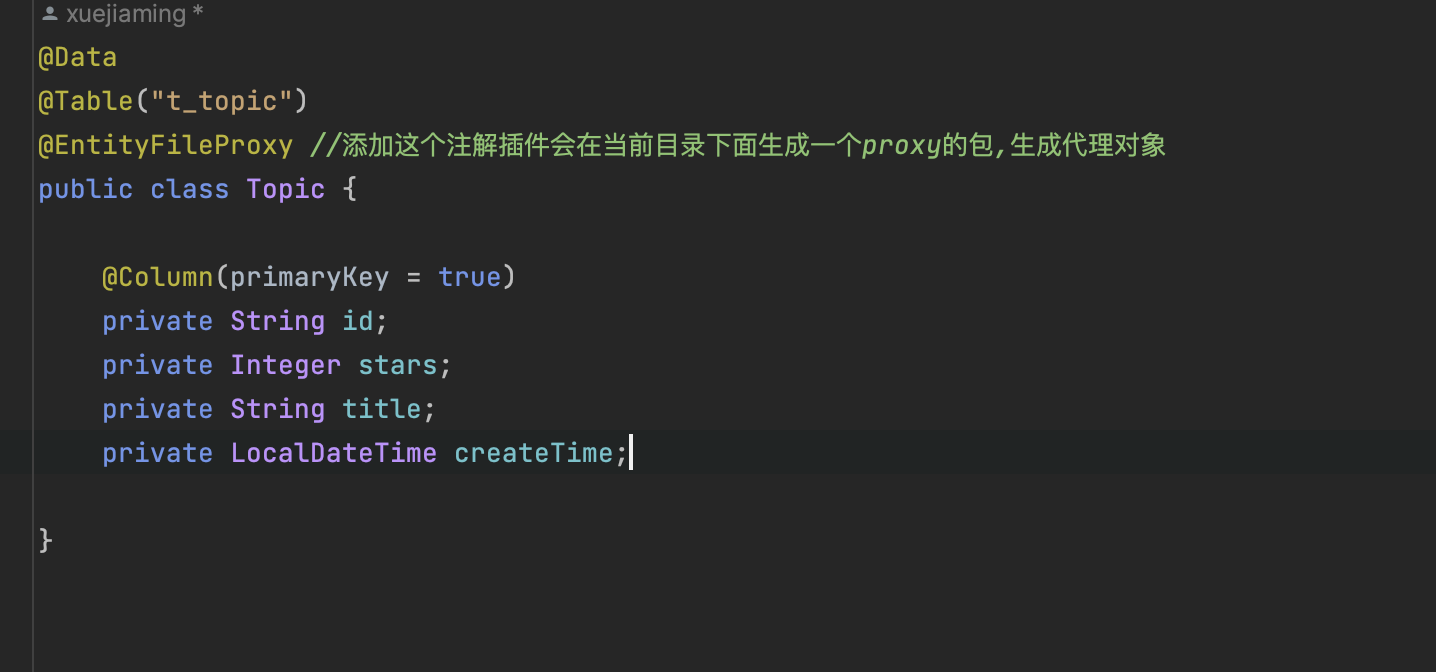 xuejiaming *
@Data
@Table("t_topic")
@EntityFileProxy //添加这个注解插件会在当前目录下面生成一个proxy的包,生成代理对象
public class Topic {
@Column(primaryKey = true)
private String id;
private Integer stars;
private String title;
private LocalDateTime createTime;
}